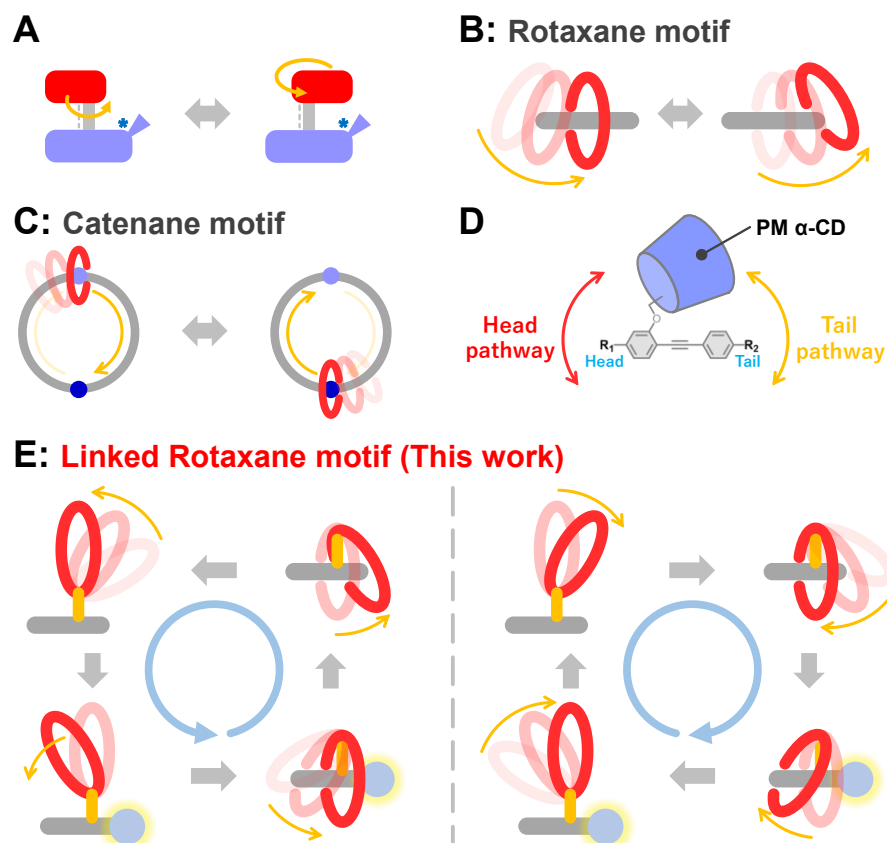 A
*
*
B: Rotaxane motif
C: Catenane motif
D
PM α-CD
Head
pathway
O
R1
R2
Head
Tail
Tail
pathway
E: Linked Rotaxane motif (This work)